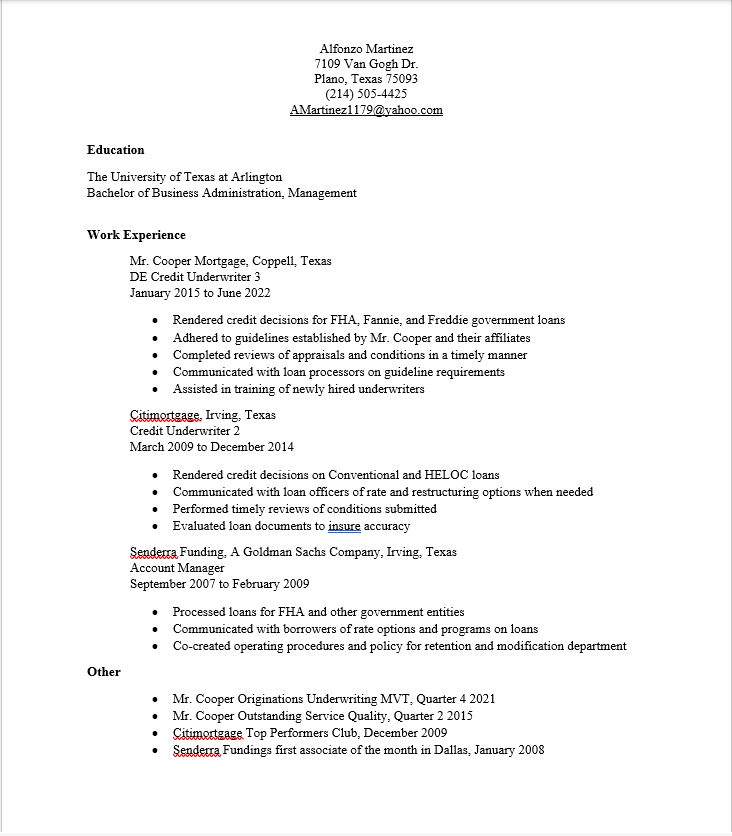 Alfonzo Martinez
7109 Van Gogh Dr.
Plano, Texas 75093
(214) 505-4425
AMartinez1179@yahoo.com
Education
The University of Texas at Arlington
Bachelor of Business Administration, Management
Work Experience
Mr. Cooper Mortgage, Coppell, Texas
DE Credit Underwriter 3
January 2015 to June 2022
• Rendered credit decisions for FHA, Fannie, and Freddie government loans
• Adhered to guidelines established by Mr. Cooper and their affiliates
• Completed reviews of appraisals and conditions in a timely manner
• Communicated with loan processors on guideline requirements
• Assisted in training of newly hired underwriters
Citimortgage, Irving, Texas
Credit Underwriter 2
March 2009 to December 2014
• Rendered credit decisions on Conventional and HELOC loans
• Communicated with loan officers of rate and restructuring options when needed
• Performed timely reviews of conditions submitted
• Evaluated loan documents to insure accuracy
Senderra Funding, A Goldman Sachs Company, Irving, Texas
Account Manager
September 2007 to February 2009
• Processed loans for FHA and other government entities
• Communicated with borrowers of rate options and programs on loans
• Co-created operating procedures and policy for retention and modification department
Other
• Mr. Cooper Originations Underwriting MVT, Quarter 4 2021
• Mr. Cooper Outstanding Service Quality, Quarter 2 2015
• Citimortgage Top Performers Club, December 2009
• Senderra Fundings first associate of the month in Dallas, January 2008